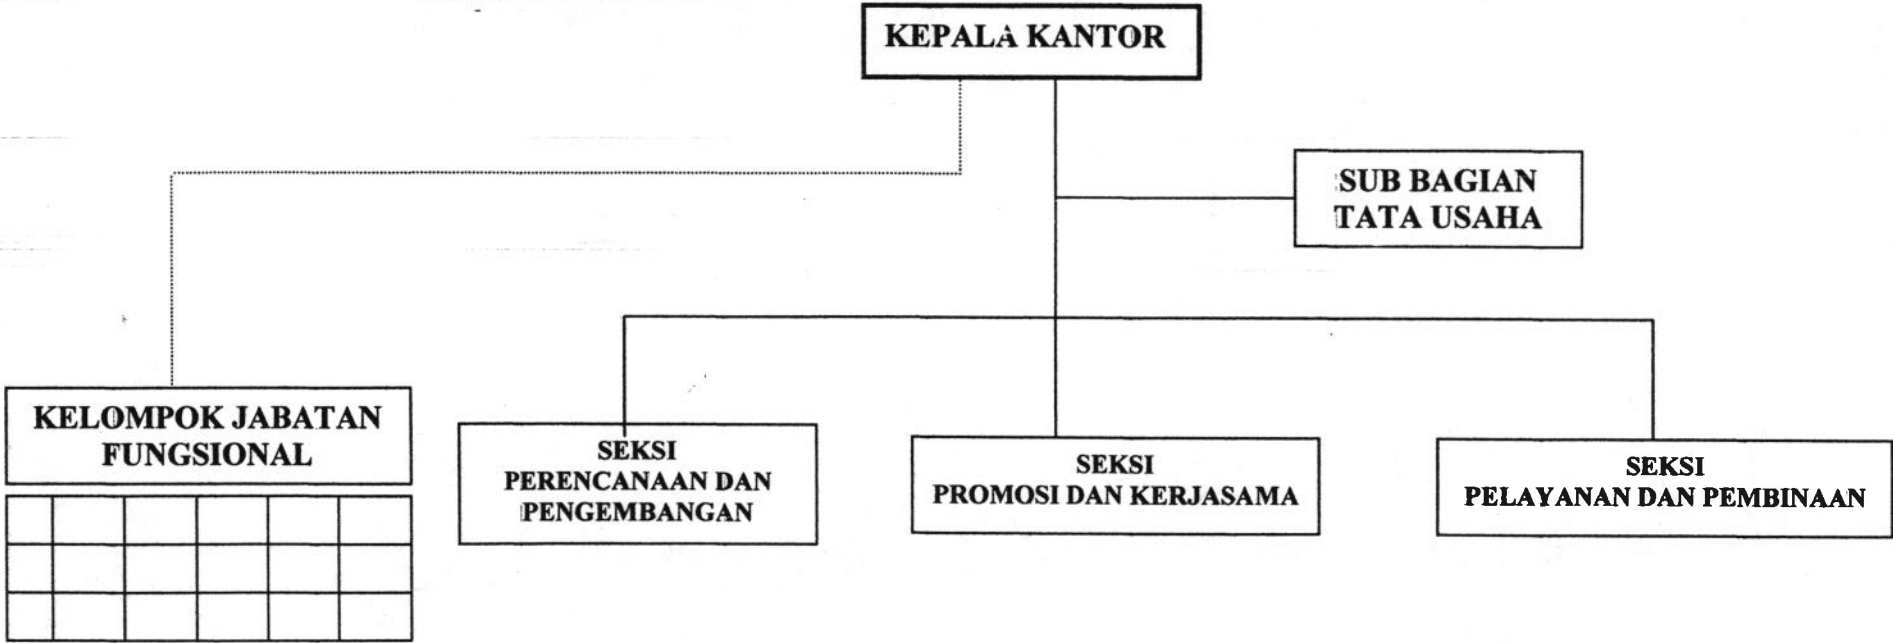 KEPALA KANTOR
SUB BAGIAN
TATA USAHA
KELOMPOK JABATAN
FUNGSIONAL
SEKSI
PERENCANAAN DAN
PENGEMBANGAN
SEKSI
PROMOSI DAN KERJASAMA
SEKSI
PELAYANAN DAN PEMBINAAN